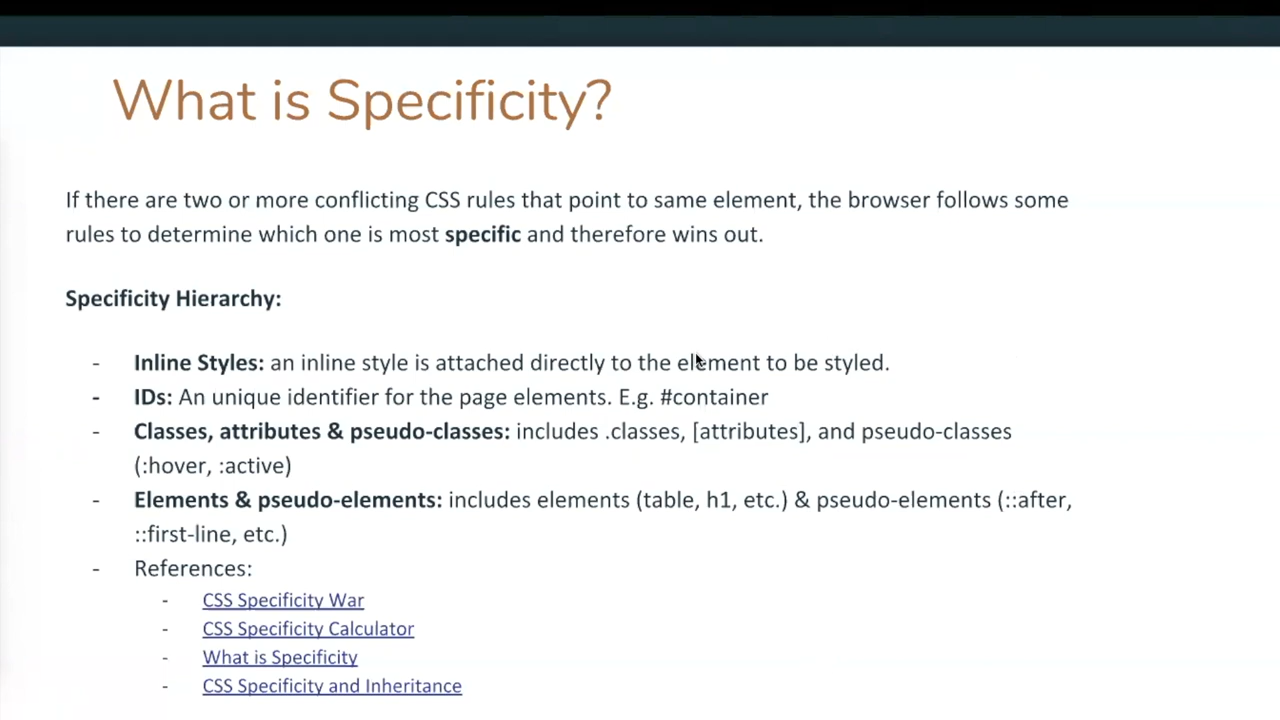 What is Specificity?
If there are two or more conflicting CSS rules that point to same element, the browser follows some
rules to determine which one is most specific and therefore wins out.
Specificity Hierarchy:
- Inline Styles: an inline style is attached directly to the element to be styled.
- IDs: An unique identifier for the page elements. E.g. #container
- Classes, attributes & pseudo-classes: includes .classes, [attributes], and pseudo-classes
(:hover, :active)
- Elements & pseudo-elements: includes elements (table, h1, etc.) & pseudo-elements (::after,
::first-line, etc.)
- References:
- CSS Specificity War
- CSS Specificity Calculator
- What is Specificity
- CSS Specificity and Inheritance